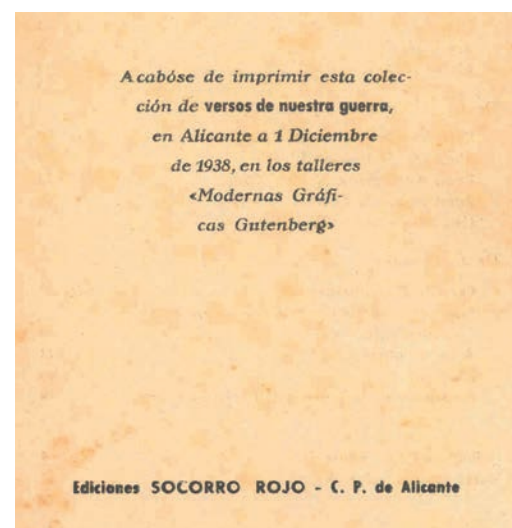 Acabóse de imprimir esta colec-
ción de versos de nuestra guerra,
en Alicante a 1 Diciembre
de 1938, en los talleres
«Modernas Gráfi-
cas Gutenberg»
Ediciones SOCORRO ROJO - C. P. de Alicante